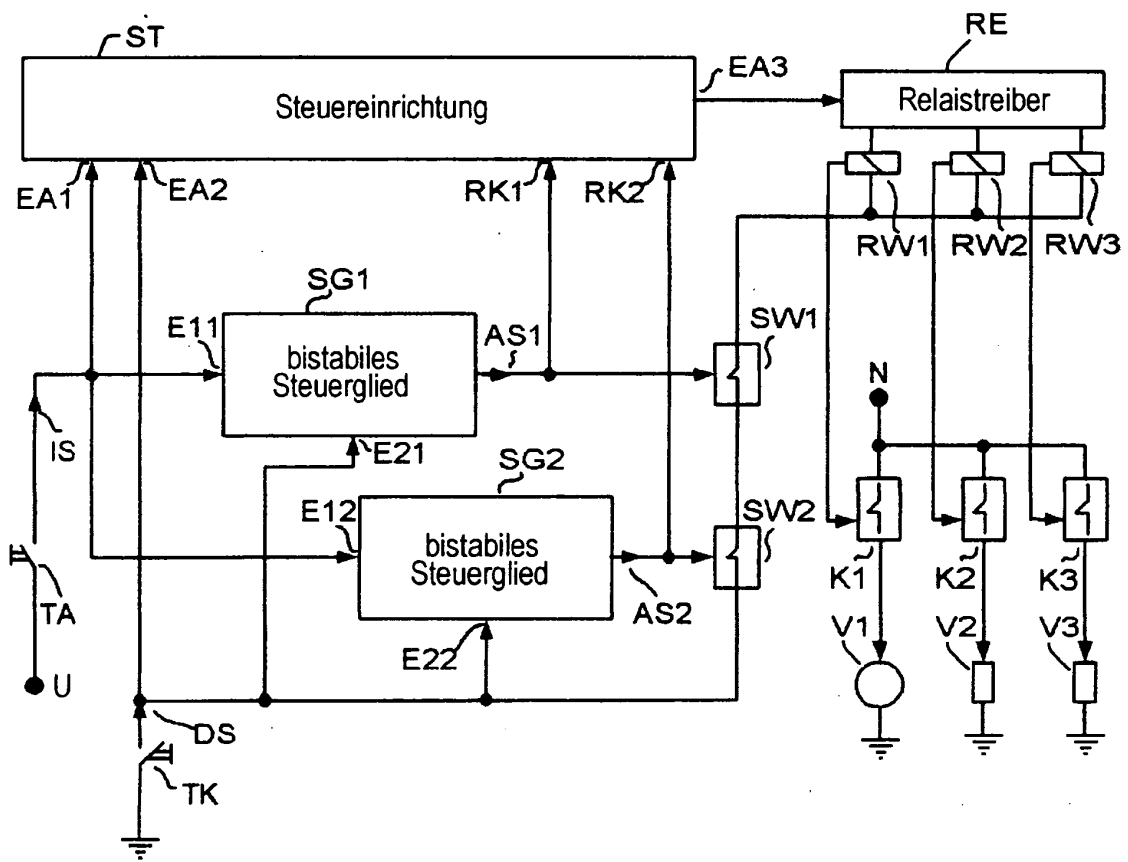 ST
RE
EA3
Steuereinrichtung
Relaistreiber
EA1
EA2
RK1
RK2
RW1
RW2
RW3
SG1
E11
AS1
SW1
bistabiles
Steuerglied
N
IS
E21
SG2
E12
SW2
bistabiles
Steuerglied
TA
AS2
K1
K2
K3
E22
V1
V2
V3
U
DS
TK